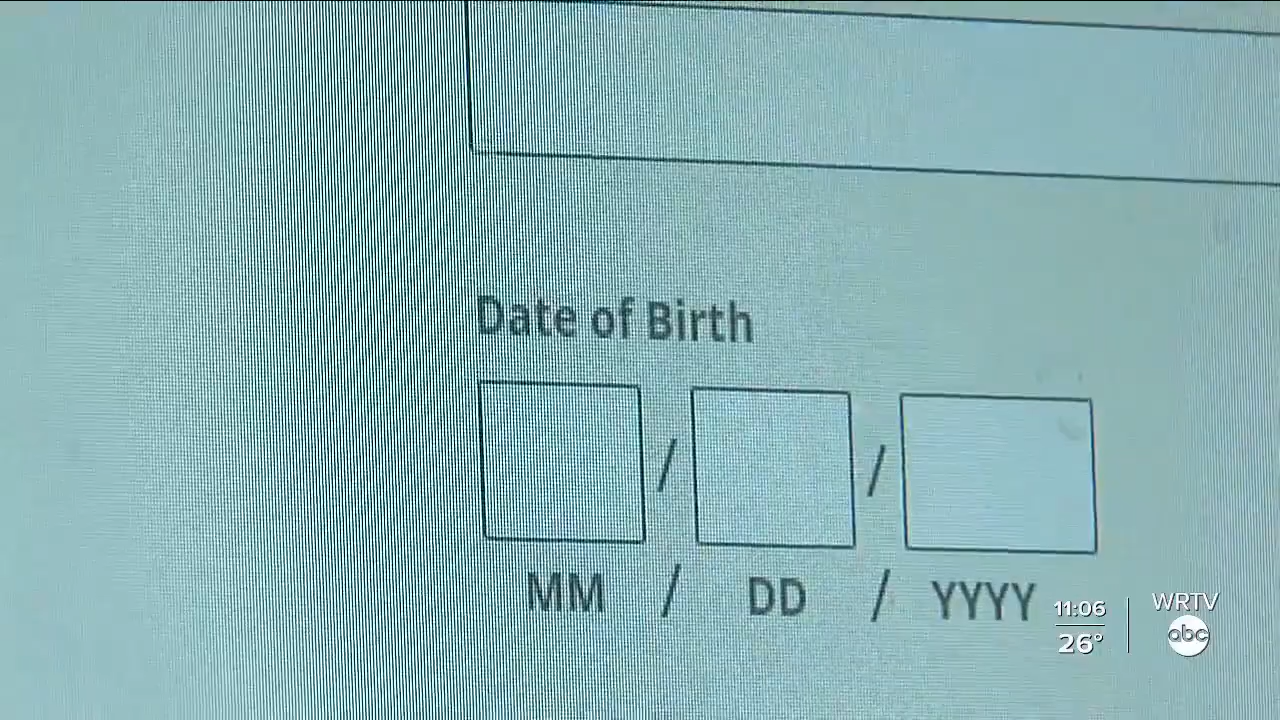 Date of Birth
/ /
MM / DD / YYYY
11:06
26°
WRTV
abc